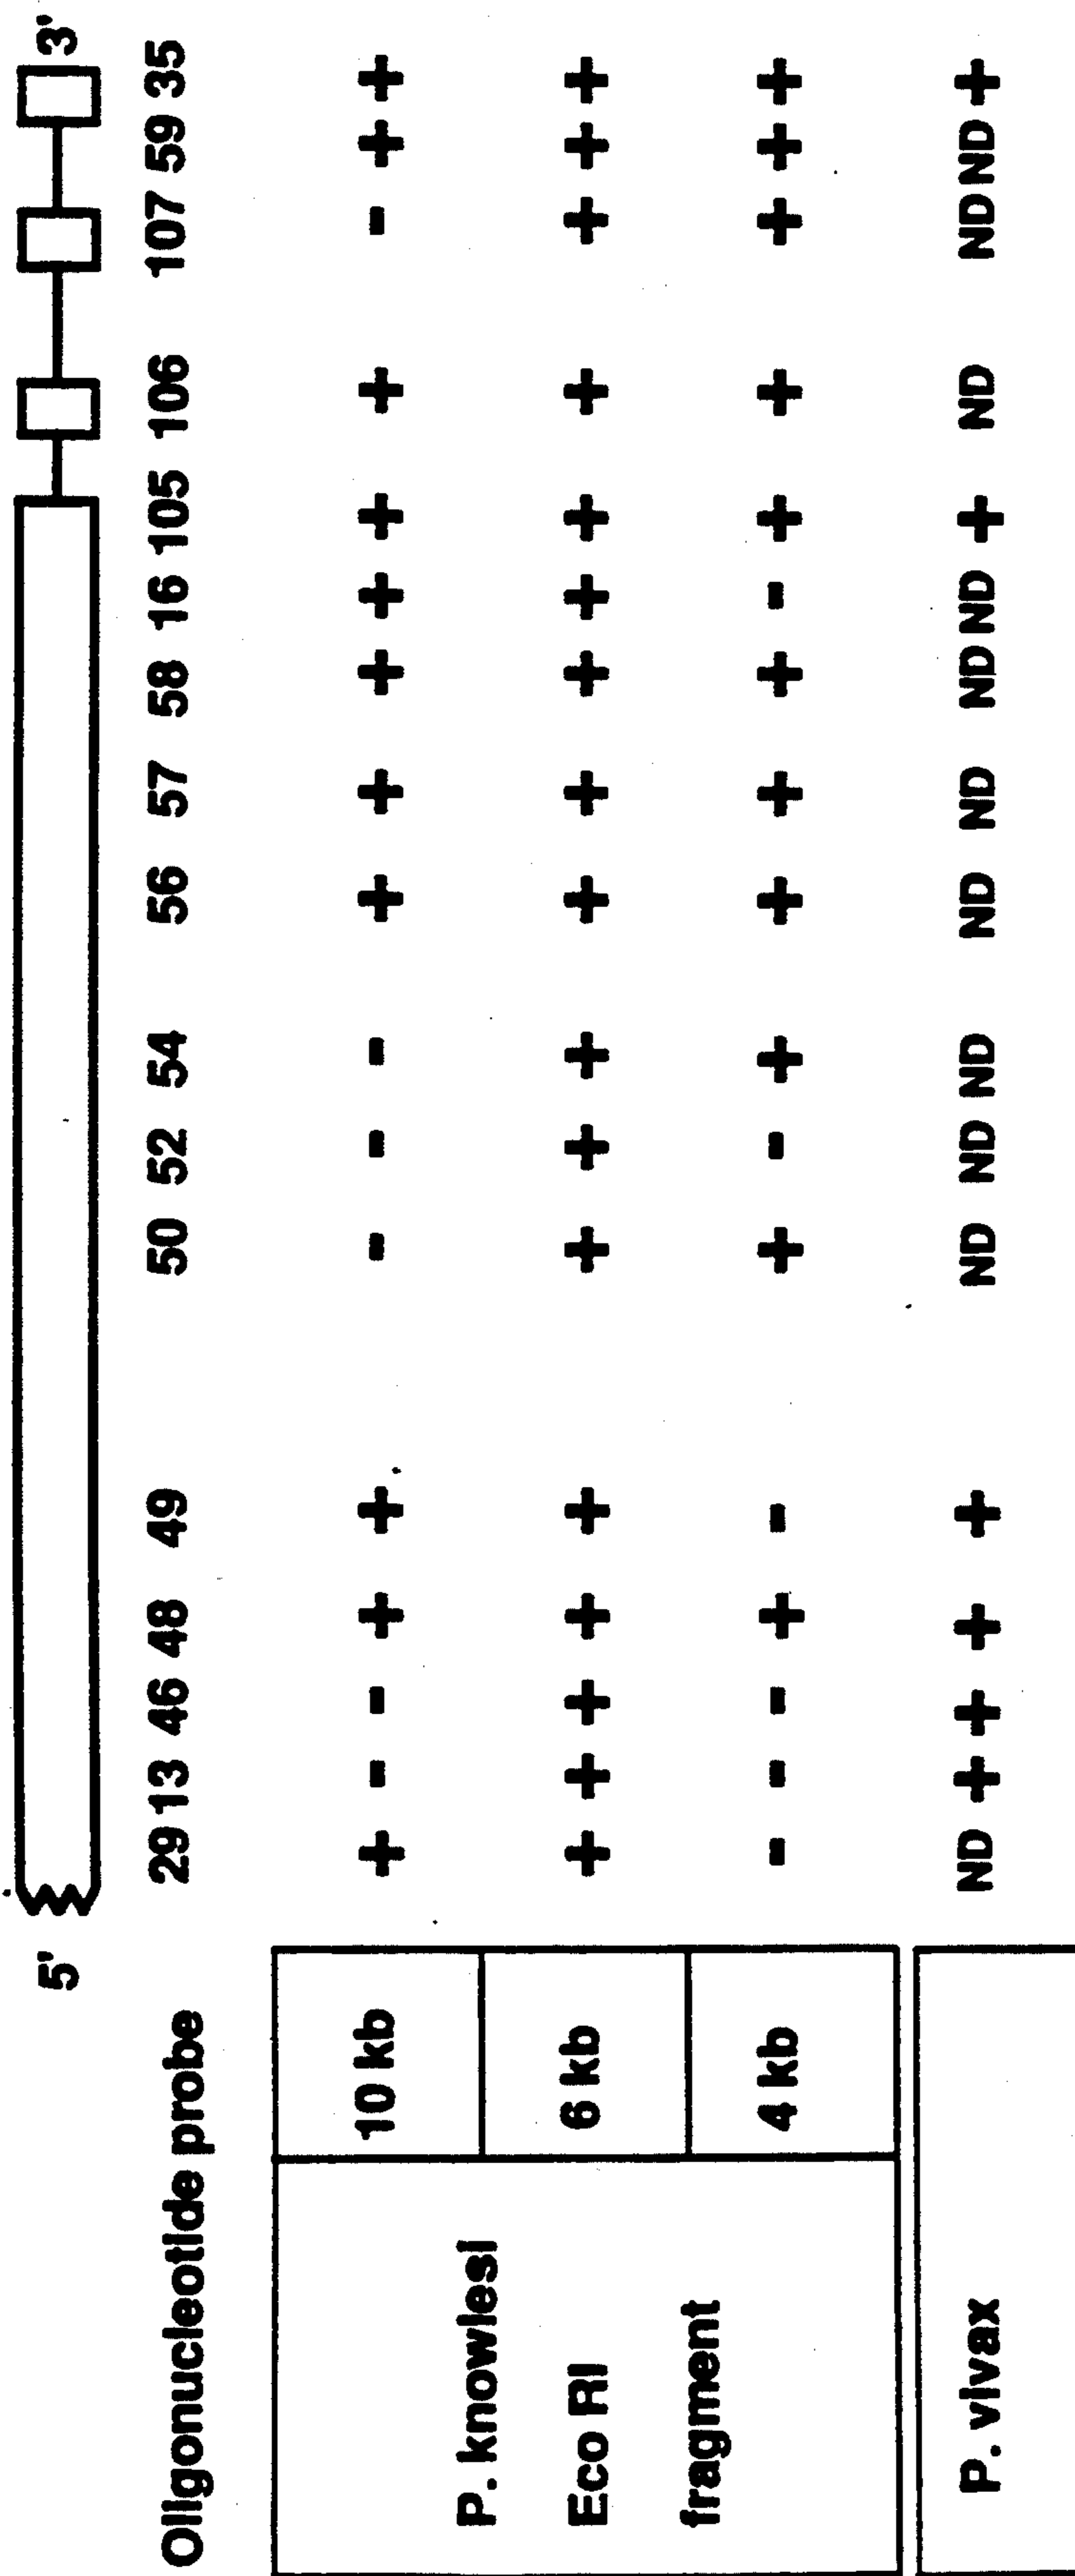 5' 3'
Oligonucleotide probe 29 13 46 48 49 50 52 54 56 57 58 16 105 106 107 59 35
P. knowlesi
Eco RI
fragment
10 kb + - - + + - - - + + + + + + - + +
6 kb + + + + + + + + + + + + + + + + +
4 kb - - - + - + - + + + + - + + + + +
P. vivax ND + + + + ND ND ND ND ND ND ND + ND ND ND +